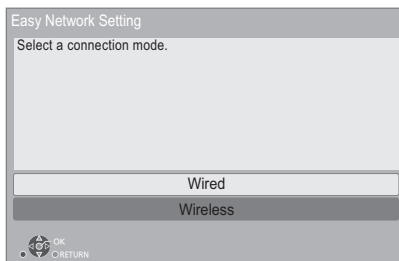 Easy Network Setting
Select a connection mode.
Wired
Wireless
OK
RETURN